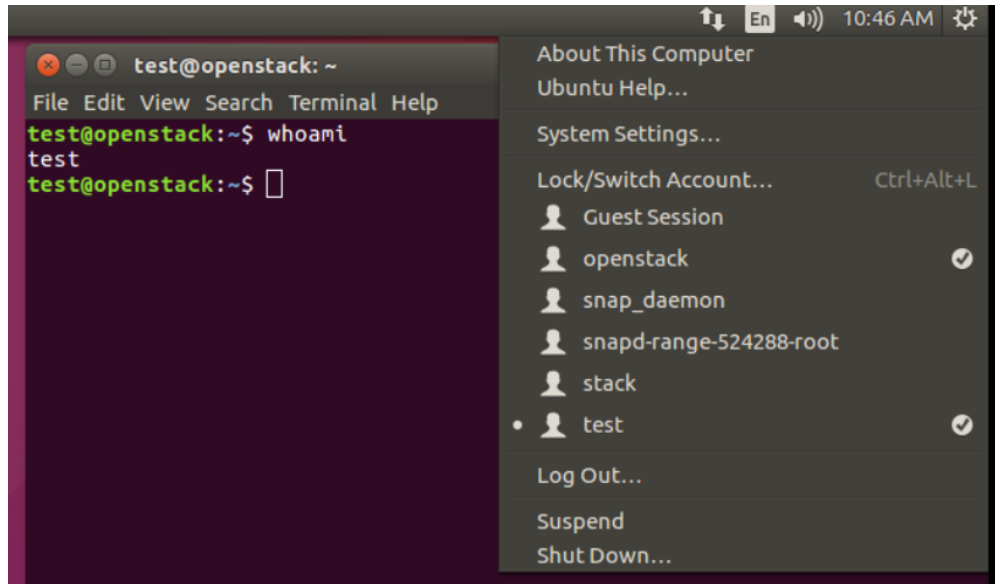 En 10:46 AM
test@openstack: ~
File Edit View Search Terminal Help
test@openstack:~$ whoami
test
test@openstack:~$
About This Computer
Ubuntu Help...
System Settings...
Lock/Switch Account... Ctrl+Alt+L
Guest Session
openstack
snap_daemon
snapd-range-524288-root
stack
test
Log Out...
Suspend
Shut Down...